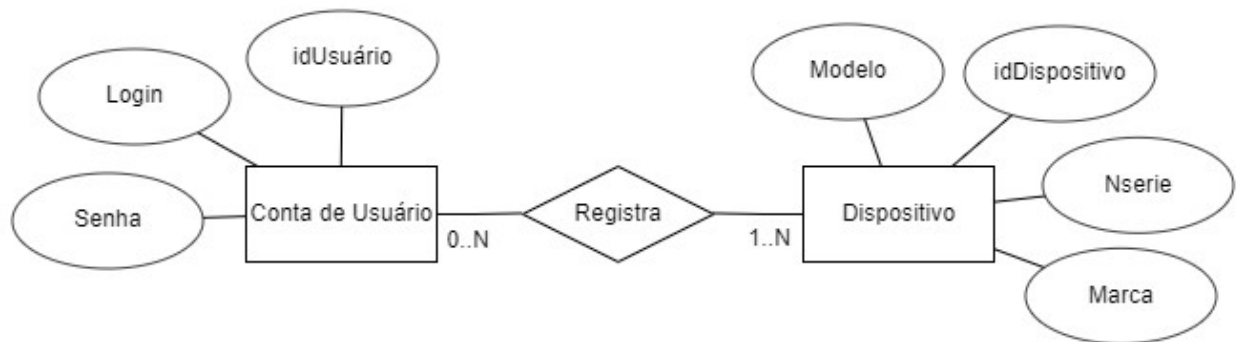 idUsuário
Login
Senha
Conta de Usuário
0..N
Registra
1..N
Dispositivo
Modelo
idDispositivo
Nserie
Marca